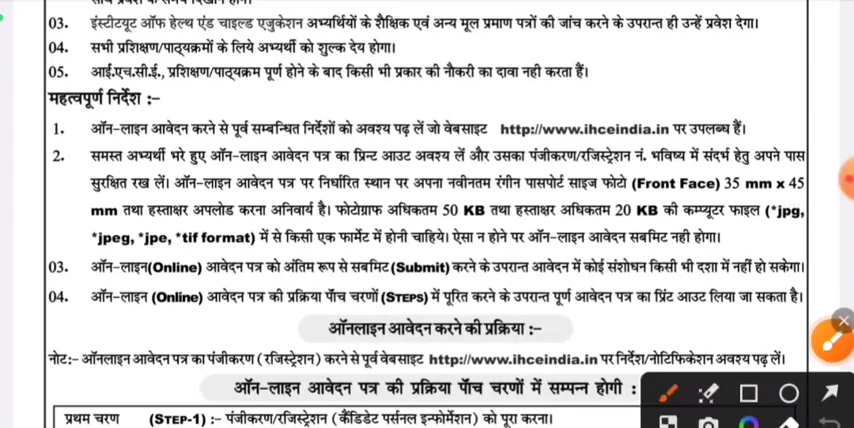 03. इंस्टीटयूट ऑफ हेल्थ एंड चाइल्ड एजुकेशन अभ्यर्थियों के शैक्षिक एवं अन्य मूल प्रमाण पत्रों की जांच करने के उपरान्त ही उन्हें प्रवेश देगा।
04. सभी प्रशिक्षण/पाठ्यक्रमों के लिये अभ्यर्थी को शुल्क देय होगा।
05. आई.एच.सी.ई., प्रशिक्षण/पाठ्यक्रम पूर्ण होने के बाद किसी भी प्रकार की नौकरी का दावा नही करता हैं।
महत्वपूर्ण निर्देश :–
1. ऑन-लाइन आवेदन करने से पूर्व सम्बन्धित निर्देशों को अवश्य पढ़ लें जो वेबसाइट http://www.ihceindia.in पर उपलब्ध हैं।
2. समस्त अभ्यर्थी भरे हुए ऑन-लाइन आवेदन पत्र का प्रिन्ट आउट अवश्य लें और उसका पंजीकरण/रजिस्ट्रेशन नं. भविष्य में संदर्भ हेतु अपने पास
सुरक्षित रख लें। ऑन-लाइन आवेदन पत्र पर निर्धारित स्थान पर अपना नवीनतम रंगीन पासपोर्ट साइज फोटो (Front Face) 35 mm x 45
mm तथा हस्ताक्षर अपलोड करना अनिवार्य है। फोटोग्राफ अधिकतम 50 KB तथा हस्ताक्षर अधिकतम 20 KB की कम्प्यूटर फाइल (*jpg,
*jpeg, *jpe, *tif format) में से किसी एक फार्मेट में होनी चाहिये। ऐसा न होने पर ऑन-लाइन आवेदन सबमिट नही होगा।
03. ऑन-लाइन(Online) आवेदन पत्र को अंतिम रूप से सबमिट(Submit) करने के उपरान्त आवेदन में कोई संशोधन किसी भी दशा में नहीं हो सकेगा।
04. ऑन-लाइन (Online) आवेदन पत्र की प्रक्रिया पॉच चरणों (STEPS) में पूरित करने के उपरान्त पूर्ण आवेदन पत्र का प्रिंट आउट लिया जा सकता है।
ऑनलाइन आवेदन करने की प्रक्रिया :–
नोट:- ऑनलाइन आवेदन पत्र का पंजीकरण (रजिस्ट्रेशन) करने से पूर्व वेबसाइट http://www.ihceindia.in पर निर्देश/नोटिफिकेशन अवश्य पढ़ लें।
ऑन-लाइन आवेदन पत्र की प्रक्रिया पॉच चरणों में सम्पन्न होगी :
प्रथम चरण (STEP-1) :- पंजीकरण/रजिस्ट्रेशन (कैंडिडेट पर्सनल इन्फोर्मेशन) को पूरा करना।